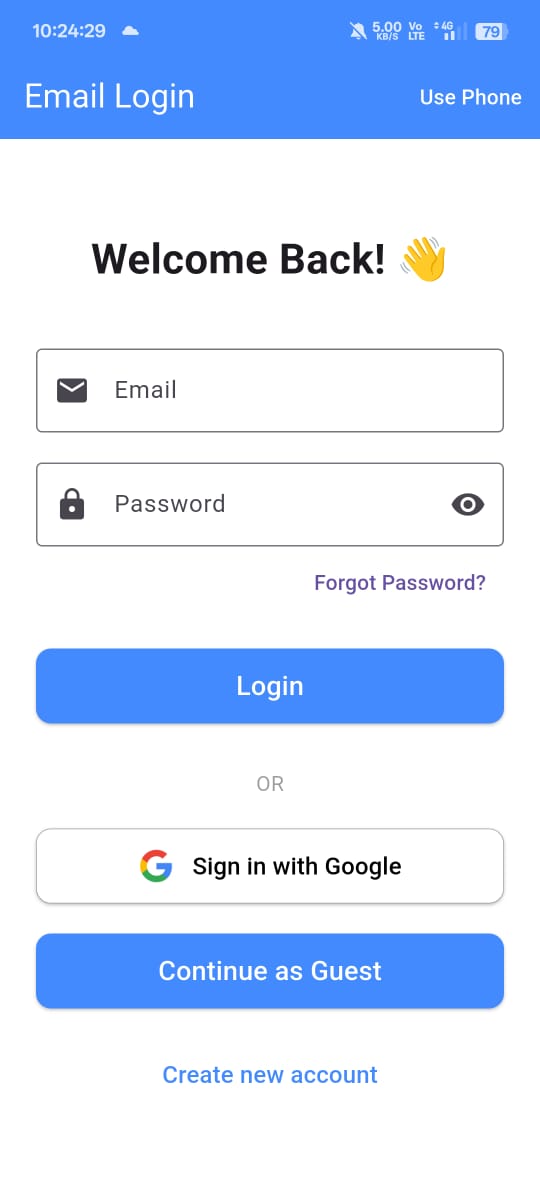 10:24:29 5.00 KB/S Vo LTE 4G 79
Email Login Use Phone
Welcome Back! 👋
Email
Password
Forgot Password?
Login
OR
Sign in with Google
Continue as Guest
Create new account